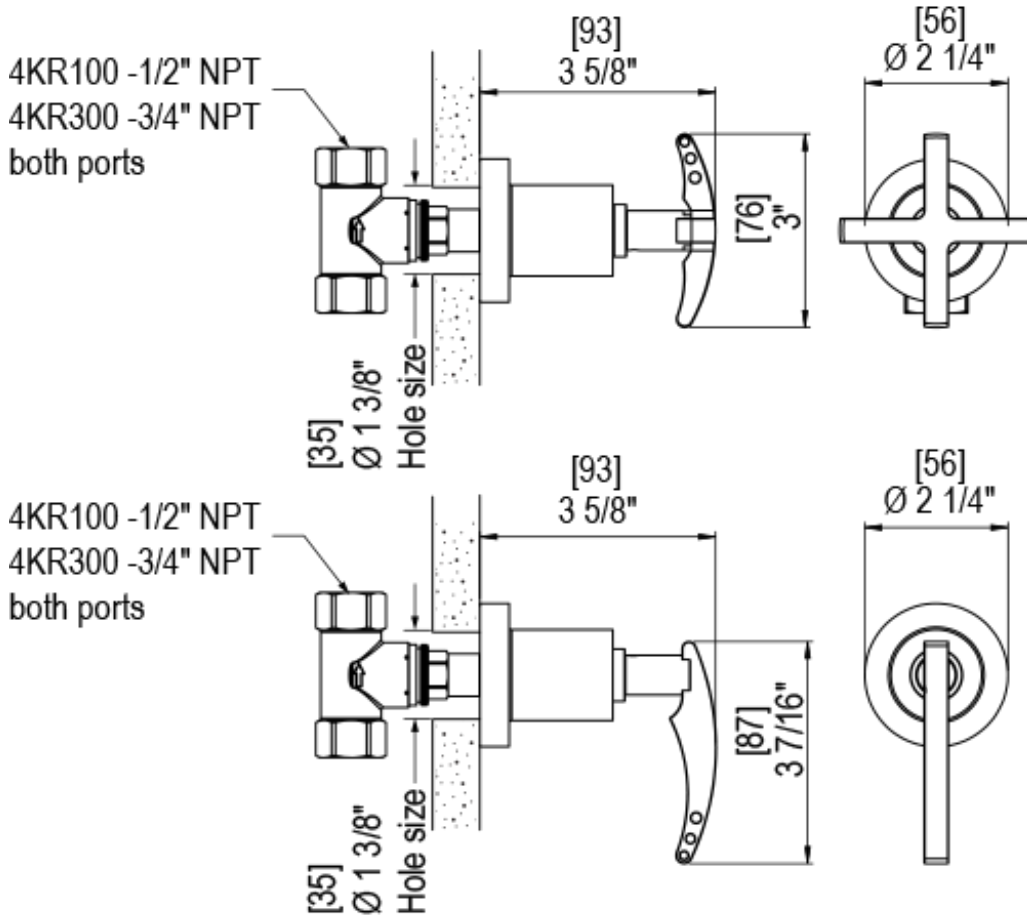 4KR100 -1/2" NPT
4KR300 -3/4" NPT
both ports
[93]
3 5/8"
[56]
Ø 2 1/4"
[76]
3"
[35]
Ø 1 3/8"
Hole size
4KR100 -1/2" NPT
4KR300 -3/4" NPT
both ports
[93]
3 5/8"
[56]
Ø 2 1/4"
[87]
3 7/16"
[35]
Ø 1 3/8"
Hole size